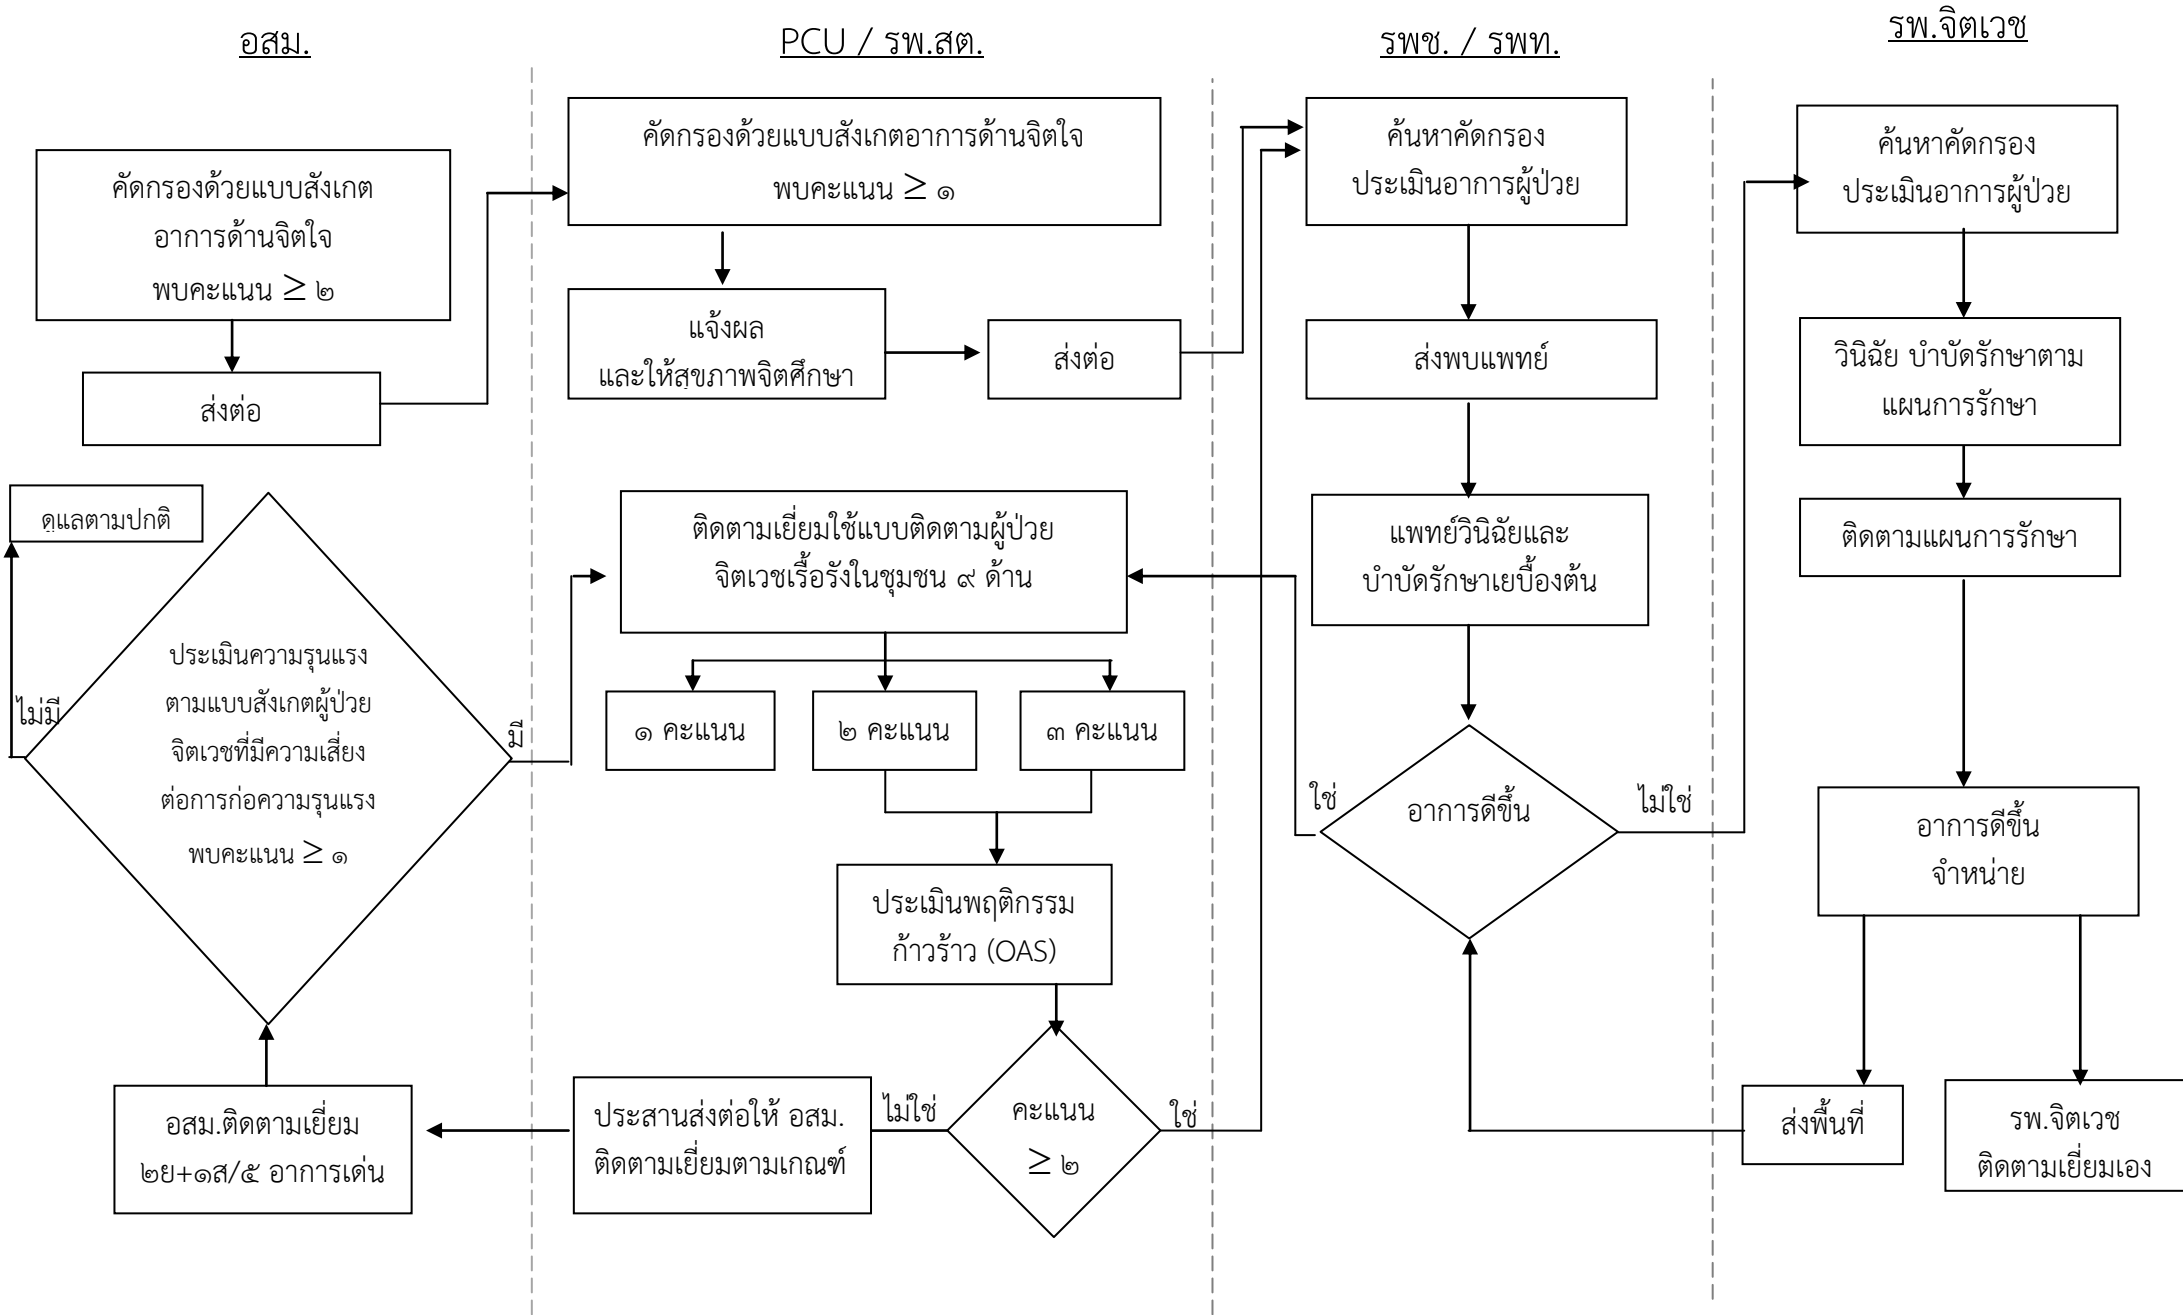 อสม.
PCU / รพ.สต.
รพช. / รพท.
รพ.จิตเวช
คัดกรองด้วยแบบสังเกต
อาการด้านจิตใจ
พบคะแนน ≥ ๒
ส่งต่อ
ดูแลตามปกติ
ไม่มี
ประเมินความรุนแรง
ตามแบบสังเกตผู้ป่วย
จิตเวชที่มีความเสี่ยง
ต่อการก่อความรุนแรง
พบคะแนน ≥ ๑
มี
อสม.ติดตามเยี่ยม
๒ย+๑ส/๕ อาการเด่น
คัดกรองด้วยแบบสังเกตอาการด้านจิตใจ
พบคะแนน ≥ ๑
แจ้งผล
และให้สุขภาพจิตศึกษา
ส่งต่อ
ติดตามเยี่ยมใช้แบบติดตามผู้ป่วย
จิตเวชเรื้อรังในชุมชน ๙ ด้าน
๑ คะแนน
๒ คะแนน
๓ คะแนน
ประเมินพฤติกรรม
ก้าวร้าว (OAS)
คะแนน
≥ ๒
ไม่ใช่
ใช่
ประสานส่งต่อให้ อสม.
ติดตามเยี่ยมตามเกณฑ์
ค้นหาคัดกรอง
ประเมินอาการผู้ป่วย
ส่งพบแพทย์
แพทย์วินิจฉัยและ
บำบัดรักษาเยบื้องต้น
ใช่
อาการดีขึ้น
ไม่ใช่
ค้นหาคัดกรอง
ประเมินอาการผู้ป่วย
วินิฉัย บำบัดรักษาตาม
แผนการรักษา
ติดตามแผนการรักษา
อาการดีขึ้น
จำหน่าย
ส่งพื้นที่
รพ.จิตเวช
ติดตามเยี่ยมเอง